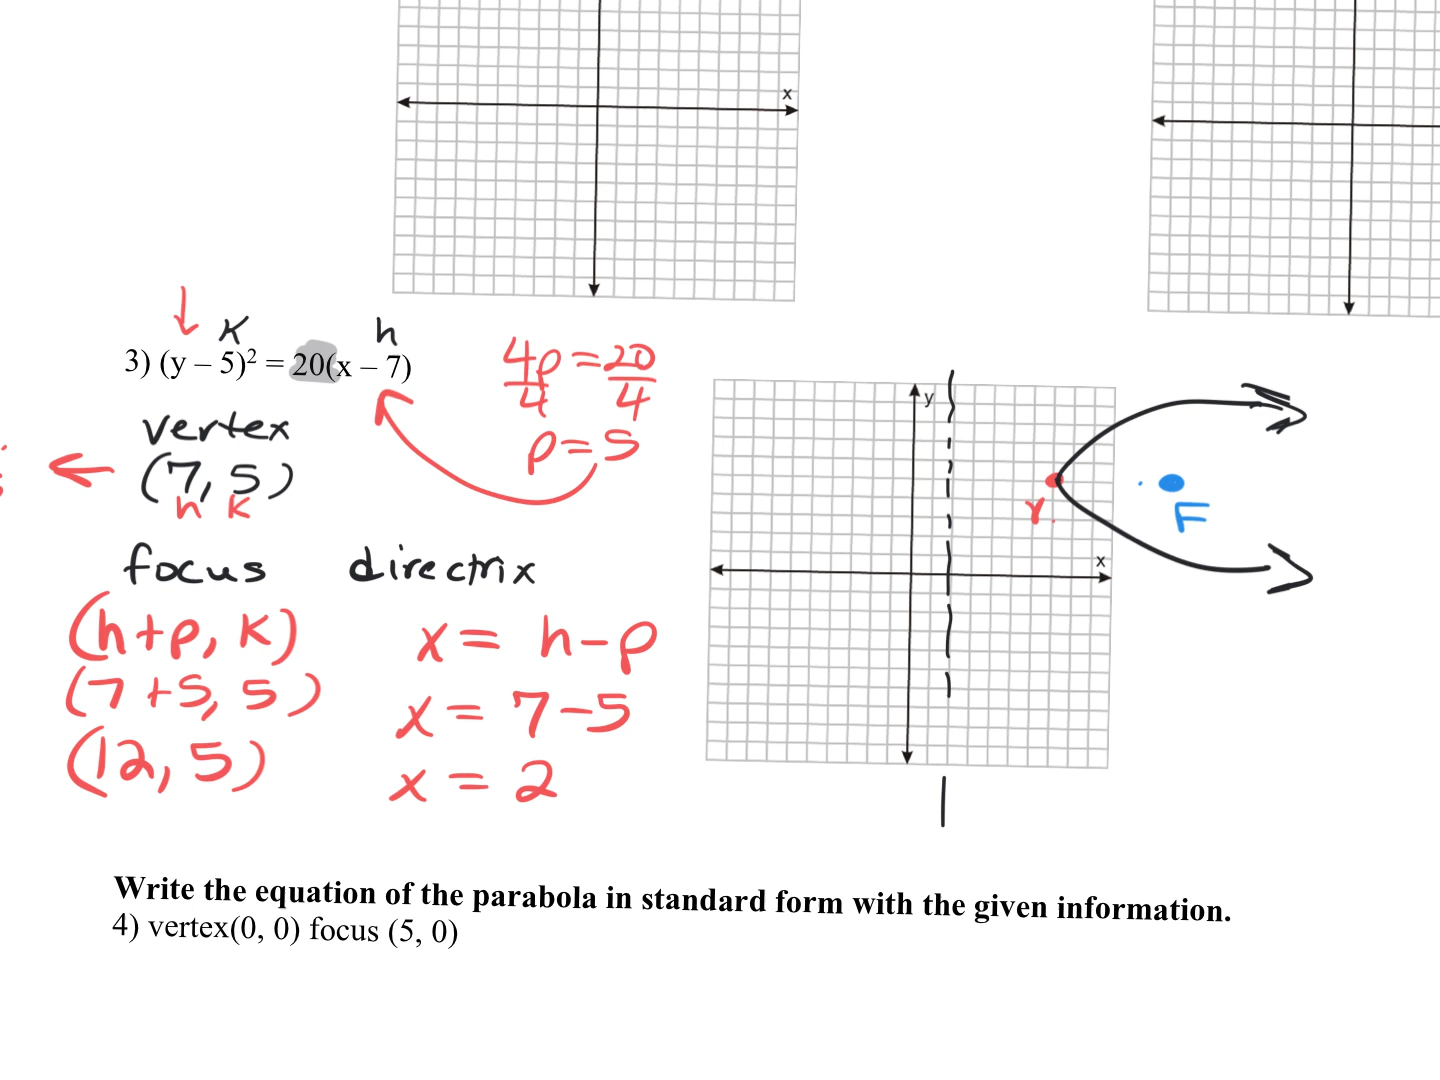 x
K h
3) (y – 5)² = 20(x – 7)
4p = 20
4 4
p = 5
vertex
(7, 5)
h k
focus directrix
(h+p, K) x = h-p
(7+5, 5) x = 7-5
(12, 5) x = 2
y
x
V.
F
Write the equation of the parabola in standard form with the given information.
4) vertex(0, 0) focus (5, 0)